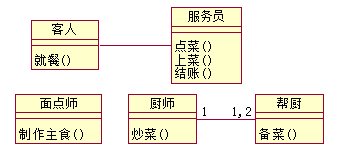 客人
就餐()
服务员
点菜()
上菜()
结账()
面点师
制作主食()
厨师
炒菜()
1
1,2
帮厨
备菜()